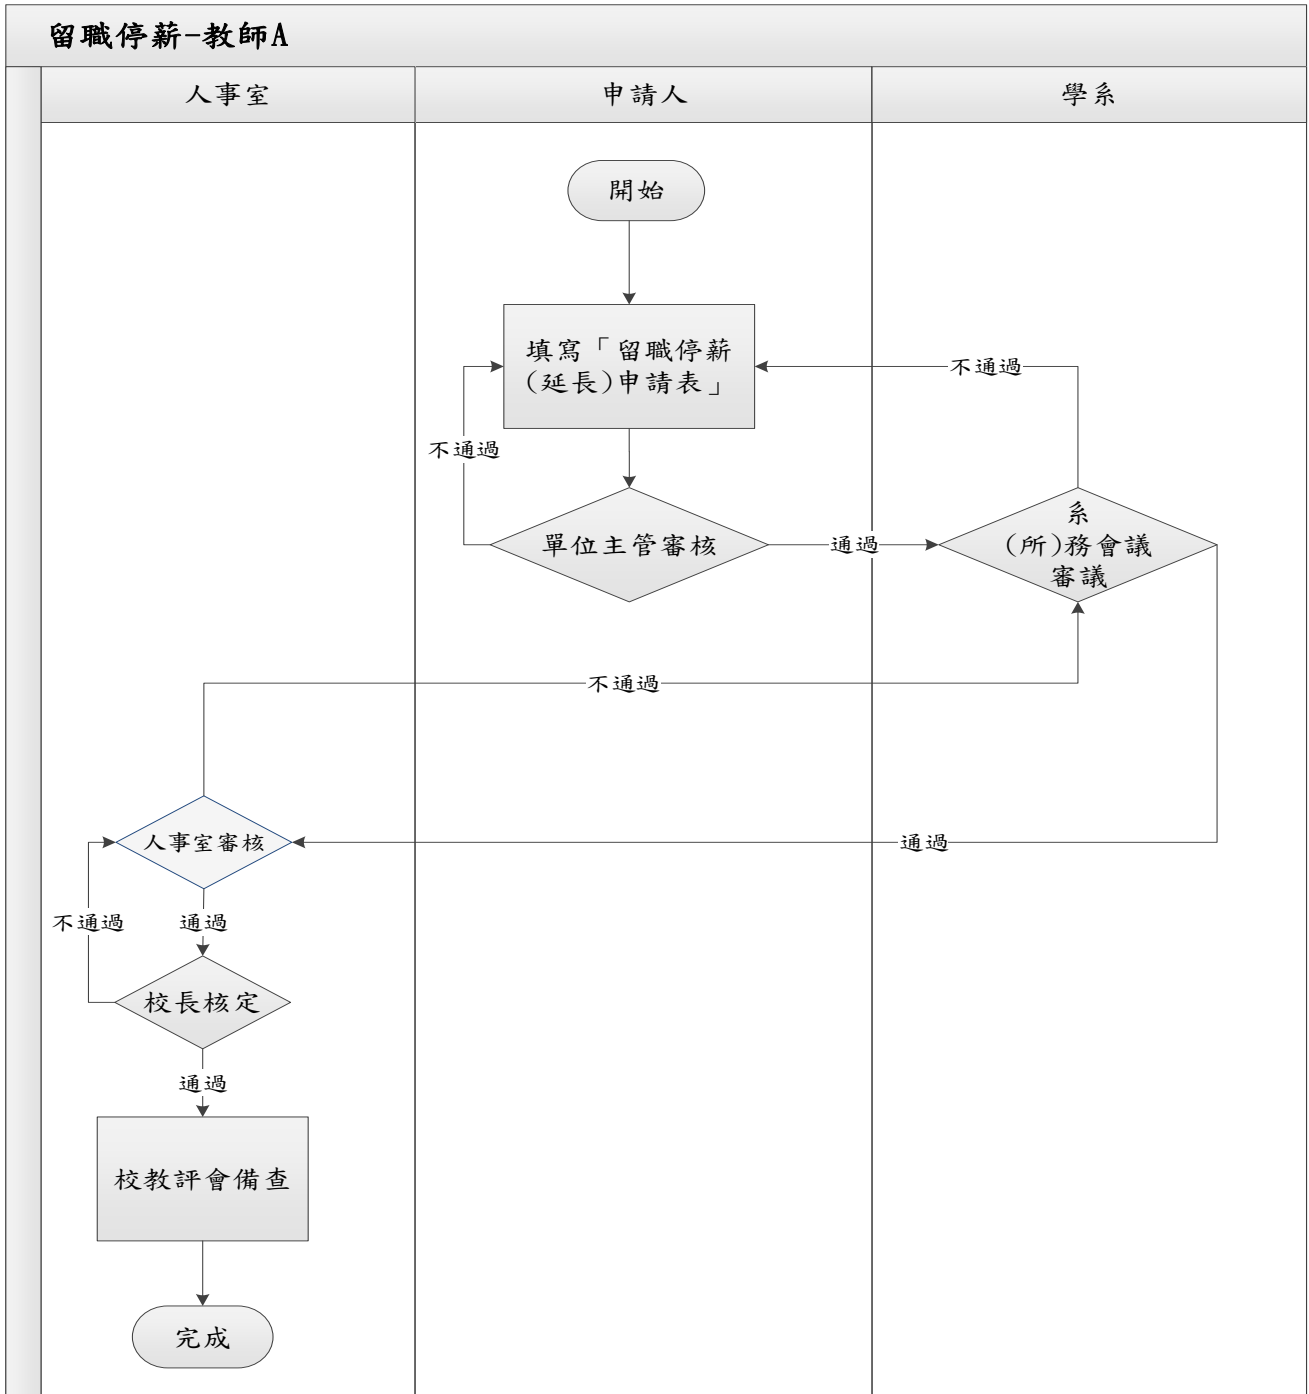 留職停薪-教師A
人事室
申請人
學系
開始
填寫「留職停薪
(延長)申請表」
不通過
不通過
單位主管審核
通過
系
(所)務會議
審議
不通過
人事室審核
通過
不通過
通過
校長核定
通過
校教評會備查
完成